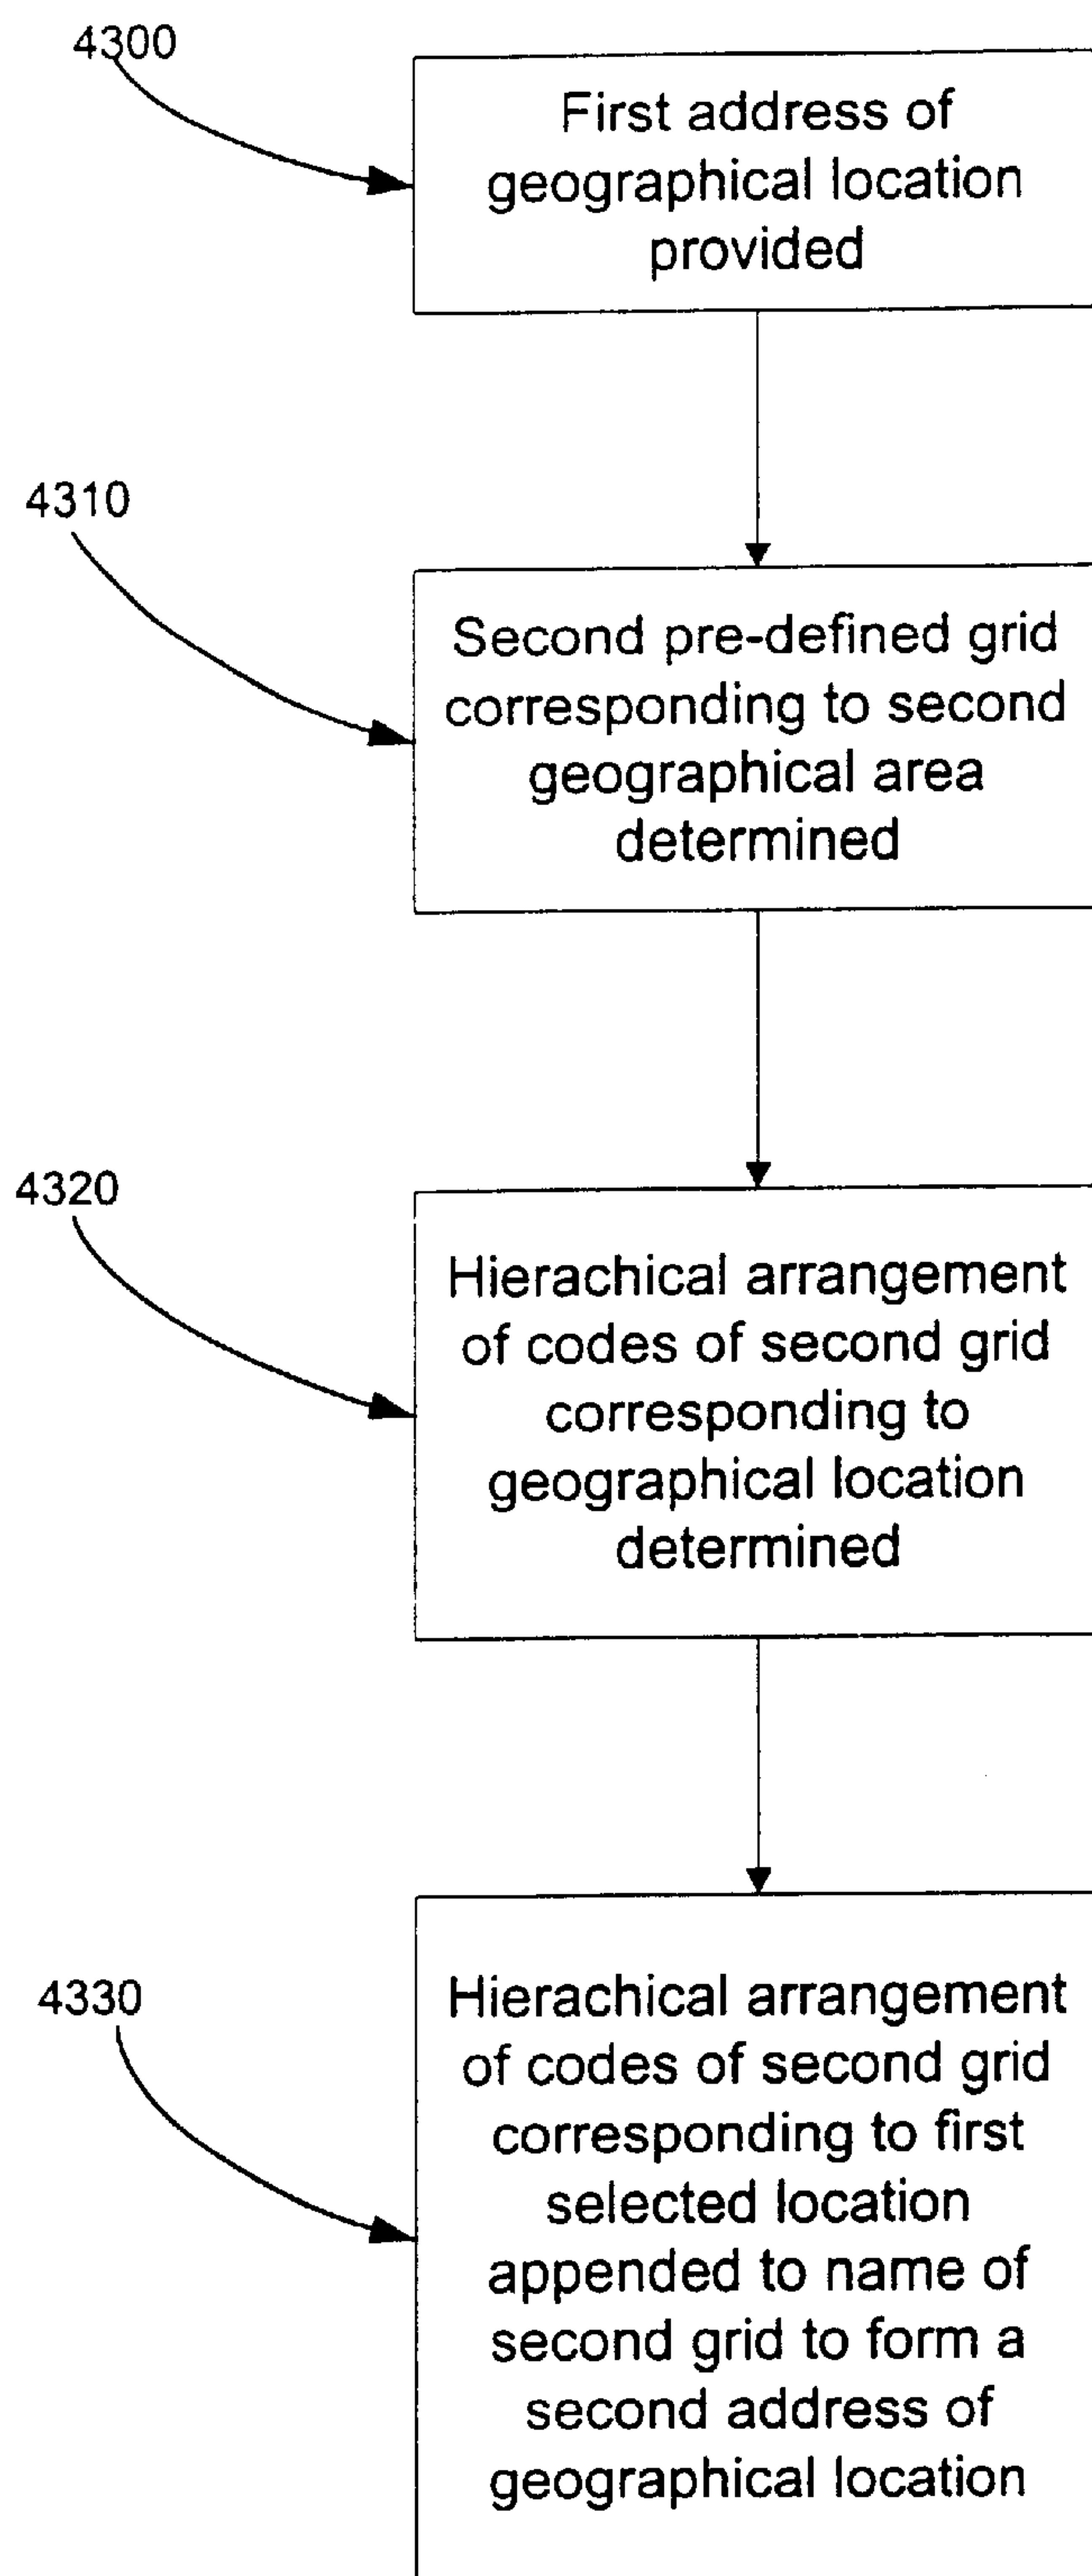 4300
First address of
geographical location
provided
4310
Second pre-defined grid
corresponding to second
geographical area
determined
4320
Hierachical arrangement
of codes of second grid
corresponding to
geographical location
determined
4330
Hierachical arrangement
of codes of second grid
corresponding to first
selected location
appended to name of
second grid to form a
second address of
geographical location